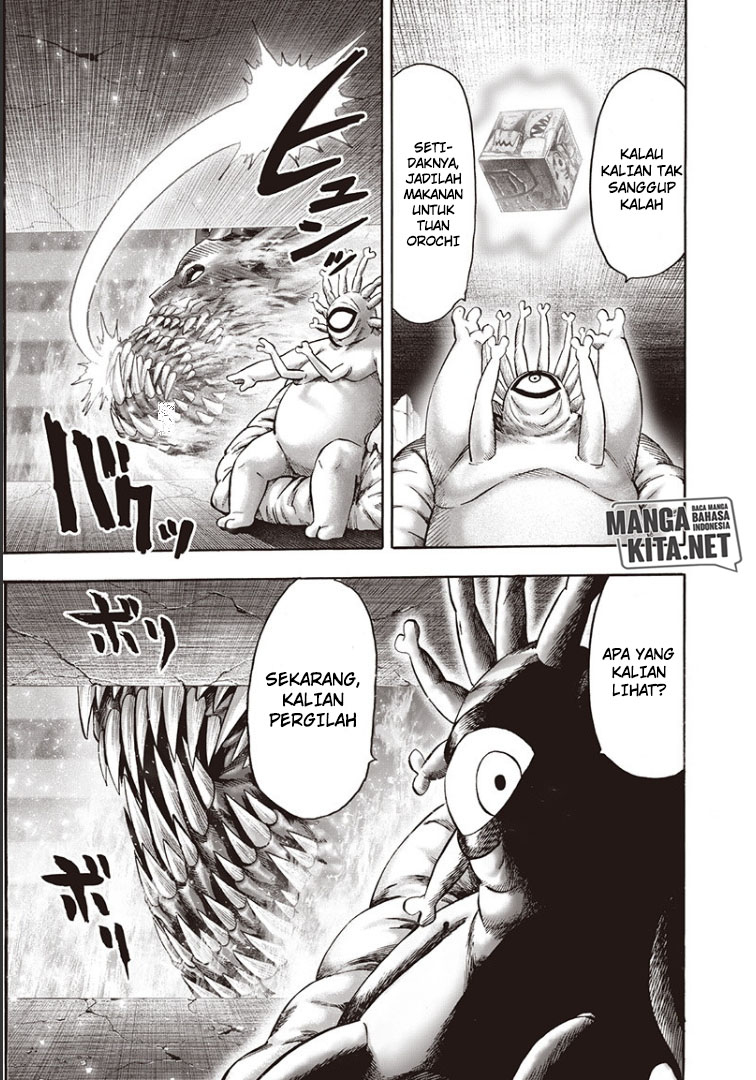 KALAU
KALIAN TAK
SANGGUP
KALAH
SETI-
DAKNYA,
JADILAH
MAKANAN
UNTUK
TUAN
OROCHI
ヒュンッ
バクッ
MANGA
KITA.NET
BACA MANGA
BAHASA
INDONESIA
APA YANG
KALIAN
LIHAT?
SEKARANG,
KALIAN
PERGILAH
ボリ
ボリ